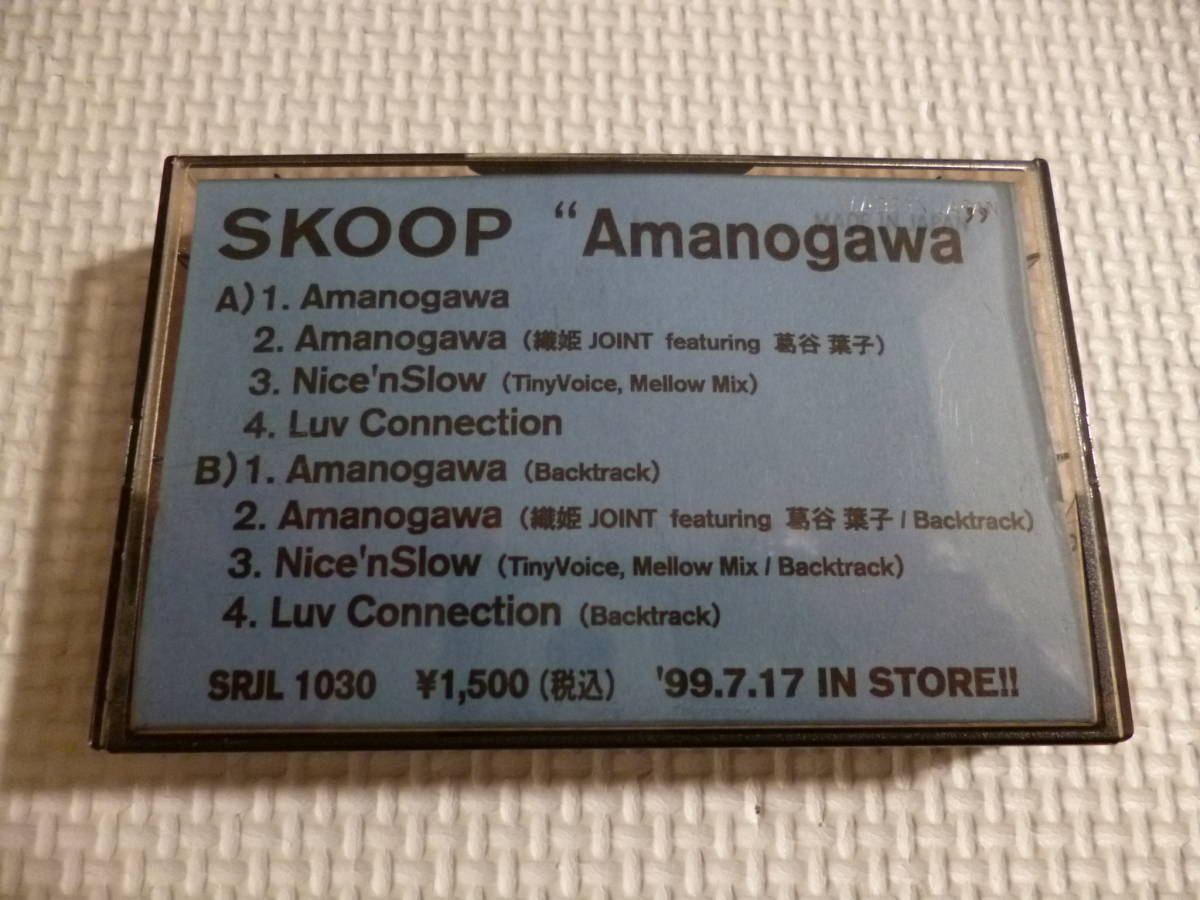 SKOOP “Amanogawa”
MADE IN JAPAN
A) 1. Amanogawa
2. Amanogawa (織姫 JOINT featuring 葛谷 葉子)
3. Nice'nSlow (TinyVoice, Mellow Mix)
4. Luv Connection
B) 1. Amanogawa (Backtrack)
2. Amanogawa (織姫 JOINT featuring 葛谷 葉子 / Backtrack)
3. Nice'nSlow (TinyVoice, Mellow Mix / Backtrack)
4. Luv Connection (Backtrack)
SRJL 1030 ¥1,500 (税込) '99.7.17 IN STORE!!